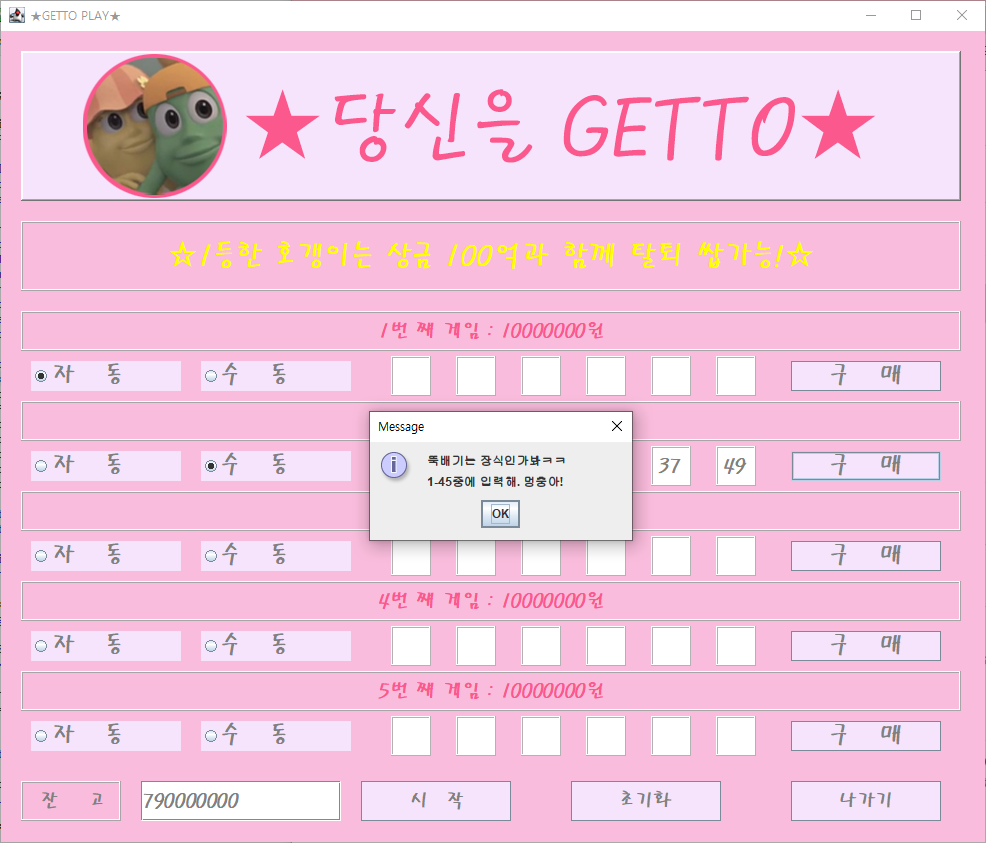 ★GETTO PLAY★
★당신을 GETTO★
☆1등한 호갱이는 상금 100억과 함께 탈퇴 쌉가능!☆
1번 째 게임 : 10000000원
자 동 수 동 구 매
자 동 수 동 37 49 구 매
Message
뚝배기는 장식인가봐ㅋㅋ
1-45중에 입력해. 멍충아!
OK
자 동 수 동 구 매
4번 째 게임 : 10000000원
자 동 수 동 구 매
5번 째 게임 : 10000000원
자 동 수 동 구 매
잔 고 790000000 시 작 초기화 나가기